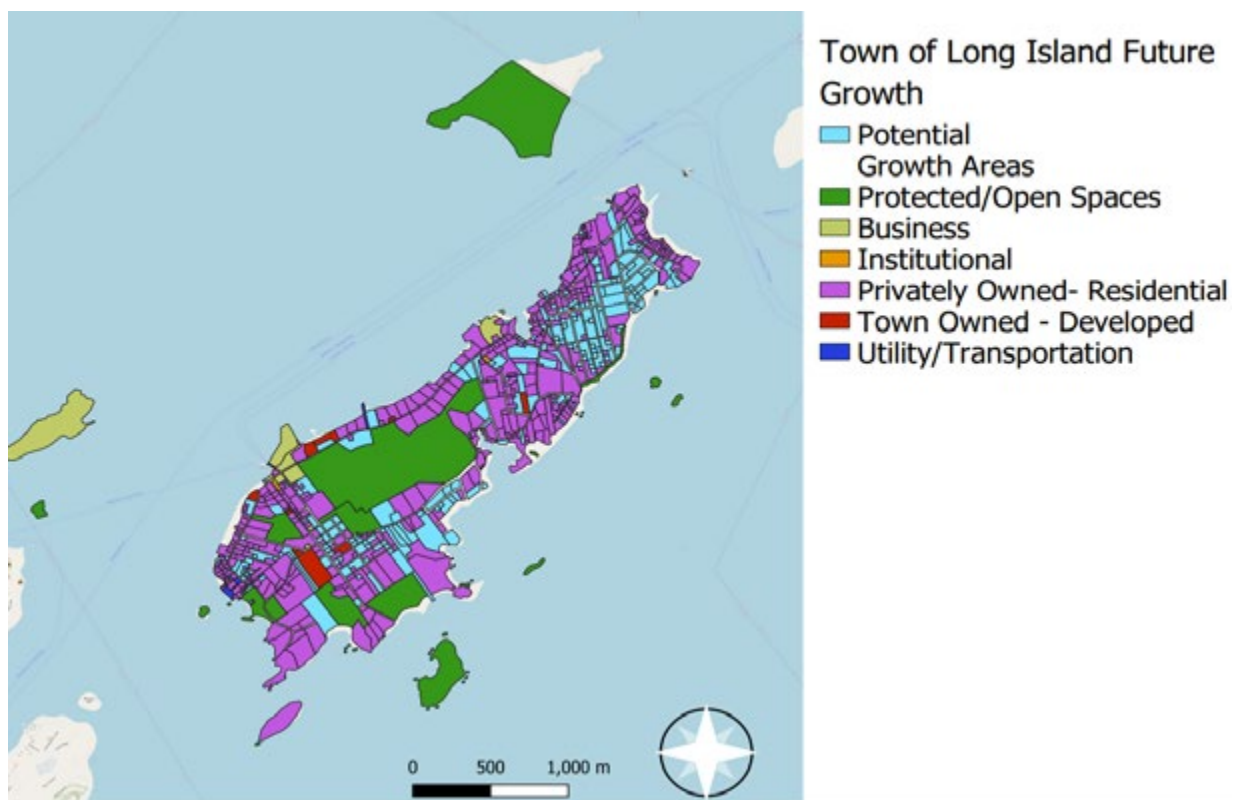 Town of Long Island Future
Growth
Potential
Growth Areas
Protected/Open Spaces
Business
Institutional
Privately Owned- Residential
Town Owned - Developed
Utility/Transportation
0 500 1,000 m